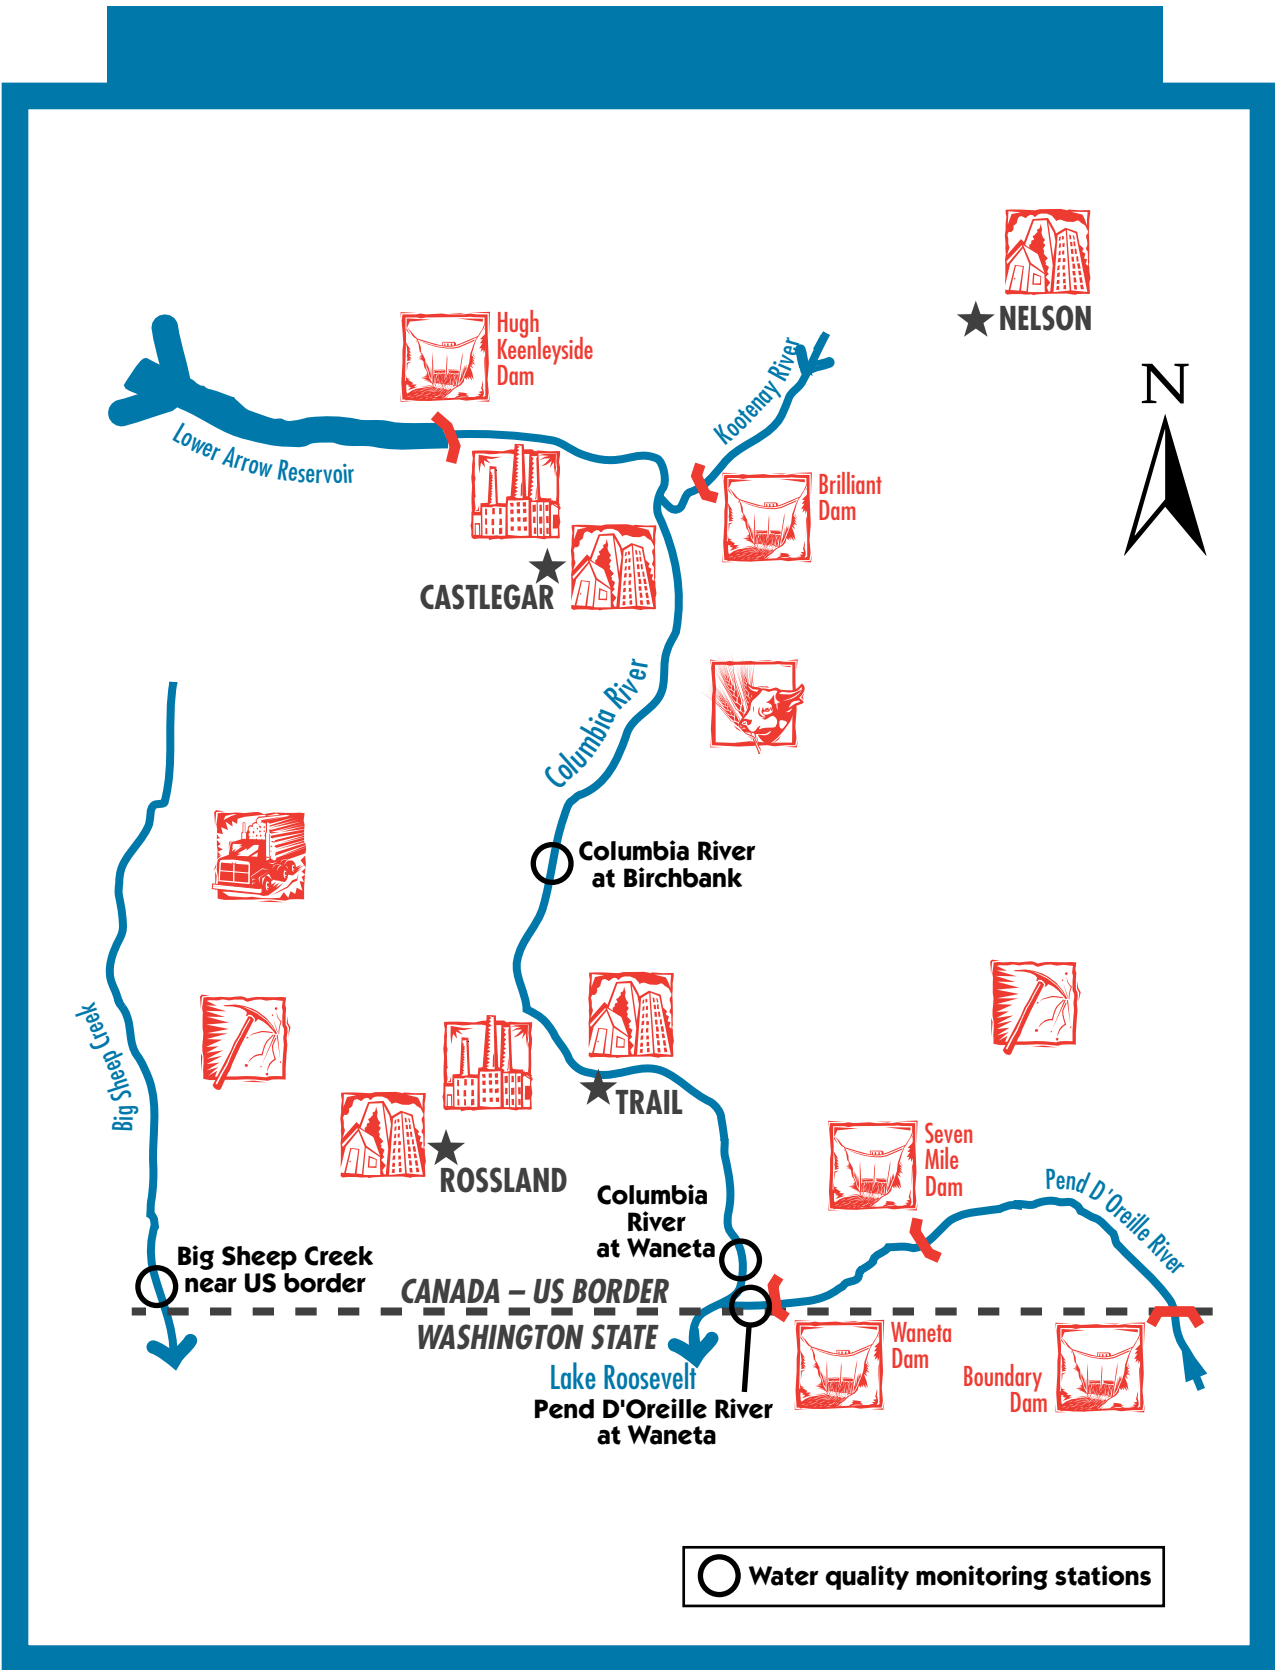 NELSON
Hugh
Keenleyside
Dam
N
Kootenay River
Lower Arrow Reservoir
Brilliant
Dam
CASTLEGAR
Columbia River
Columbia River
at Birchbank
Big Sheep Creek
TRAIL
ROSSLAND
Seven
Mile
Dam
Pend D'Oreille River
Columbia
River
at Waneta
Big Sheep Creek
near US border
CANADA – US BORDER
WASHINGTON STATE
Waneta
Dam
Lake Roosevelt
Boundary
Dam
Pend D'Oreille River
at Waneta
Water quality monitoring stations